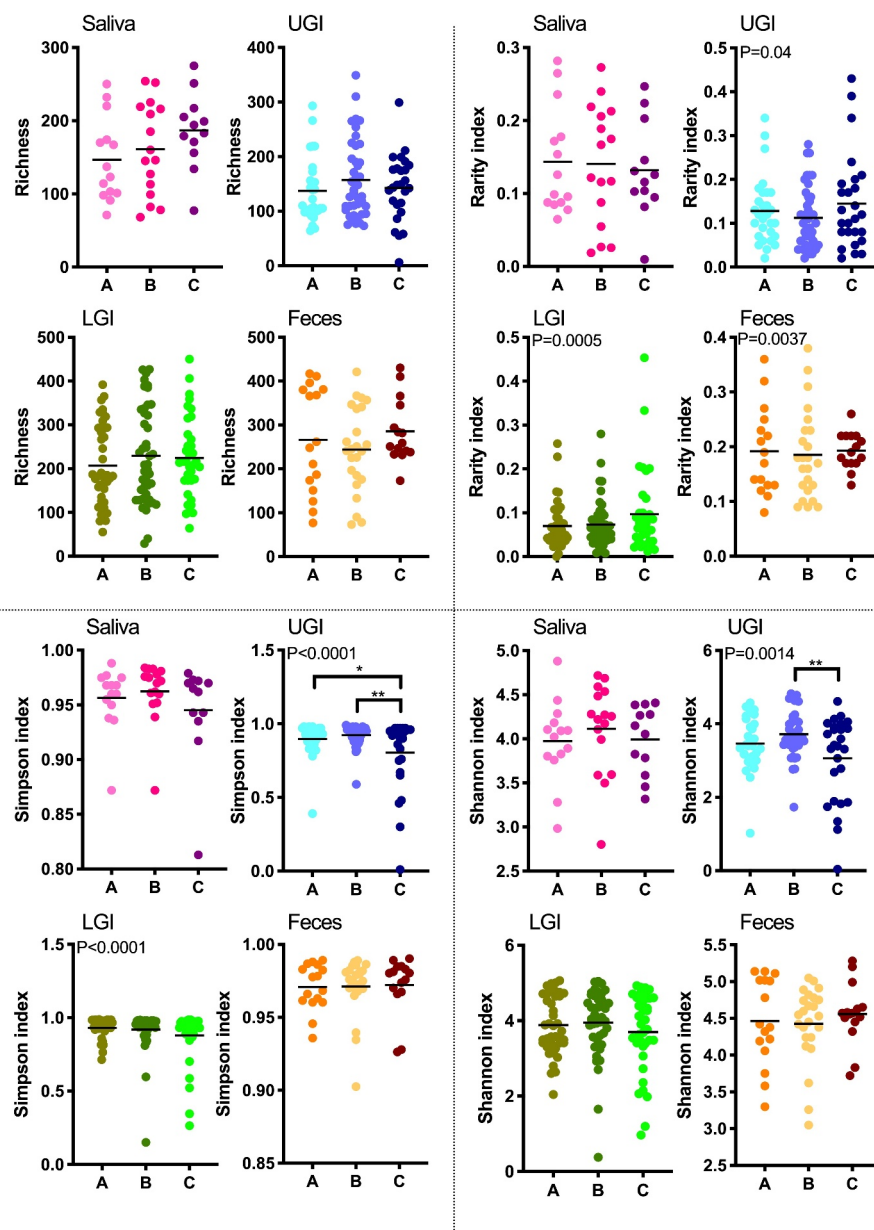 Saliva
UGI
Richness
300
200
100
0
A B C
Richness
400
300
200
100
0
A B C
LGI
Feces
Richness
500
400
300
200
100
0
A B C
Richness
500
400
300
200
100
0
A B C
Saliva
UGI
Rarity index
0.3
0.2
0.1
0.0
A B C
Rarity index
0.5
0.4
0.3
0.2
0.1
0.0
P=0.04
A B C
LGI
Feces
Rarity index
0.5
0.4
0.3
0.2
0.1
0.0
P=0.0005
A B C
Rarity index
0.4
0.3
0.2
0.1
0.0
P=0.0037
A B C
Saliva
UGI
Simpson index
1.00
0.95
0.90
0.85
0.80
A B C
Simpson index
1.5
1.0
0.5
0.0
P<0.0001
*
**
A B C
LGI
Feces
Simpson index
1.5
1.0
0.5
0.0
P<0.0001
A B C
Simpson index
1.00
0.95
0.90
0.85
A B C
Saliva
UGI
Shannon index
5.0
4.5
4.0
3.5
3.0
2.5
A B C
Shannon index
6
4
2
0
P=0.0014
**
A B C
LGI
Feces
Shannon index
6
4
2
0
A B C
Shannon index
5.5
5.0
4.5
4.0
3.5
3.0
2.5
A B C